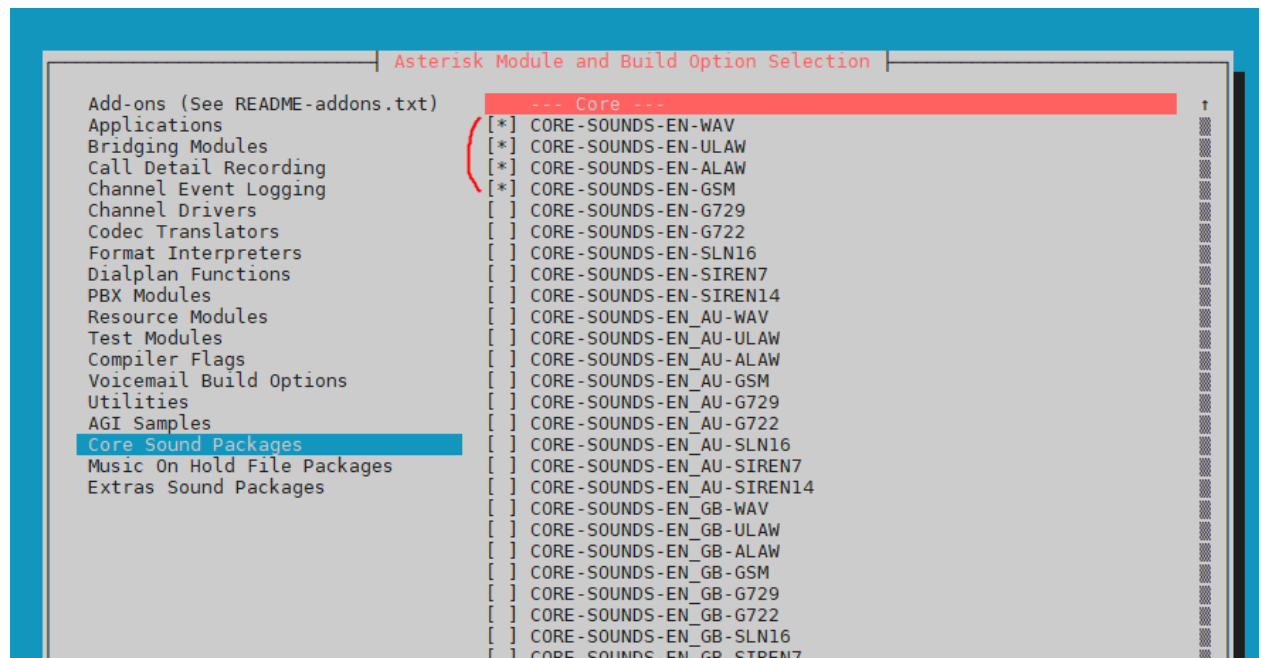 Asterisk Module and Build Option Selection
Add-ons (See README-addons.txt) --- Core ---
Applications [*] CORE-SOUNDS-EN-WAV
Bridging Modules [*] CORE-SOUNDS-EN-ULAW
Call Detail Recording [*] CORE-SOUNDS-EN-ALAW
Channel Event Logging [*] CORE-SOUNDS-EN-GSM
Channel Drivers [ ] CORE-SOUNDS-EN-G729
Codec Translators [ ] CORE-SOUNDS-EN-G722
Format Interpreters [ ] CORE-SOUNDS-EN-SLN16
Dialplan Functions [ ] CORE-SOUNDS-EN-SIREN7
PBX Modules [ ] CORE-SOUNDS-EN-SIREN14
Resource Modules [ ] CORE-SOUNDS-EN_AU-WAV
Test Modules [ ] CORE-SOUNDS-EN_AU-ULAW
Compiler Flags [ ] CORE-SOUNDS-EN_AU-ALAW
Voicemail Build Options [ ] CORE-SOUNDS-EN_AU-GSM
Utilities [ ] CORE-SOUNDS-EN_AU-G729
AGI Samples [ ] CORE-SOUNDS-EN_AU-G722
Core Sound Packages [ ] CORE-SOUNDS-EN_AU-SLN16
Music On Hold File Packages [ ] CORE-SOUNDS-EN_AU-SIREN7
Extras Sound Packages [ ] CORE-SOUNDS-EN_AU-SIREN14
[ ] CORE-SOUNDS-EN_GB-WAV
[ ] CORE-SOUNDS-EN_GB-ULAW
[ ] CORE-SOUNDS-EN_GB-ALAW
[ ] CORE-SOUNDS-EN_GB-GSM
[ ] CORE-SOUNDS-EN_GB-G729
[ ] CORE-SOUNDS-EN_GB-G722
[ ] CORE-SOUNDS-EN_GB-SLN16
[ ] CORE-SOUNDS-EN_GB-SIREN7